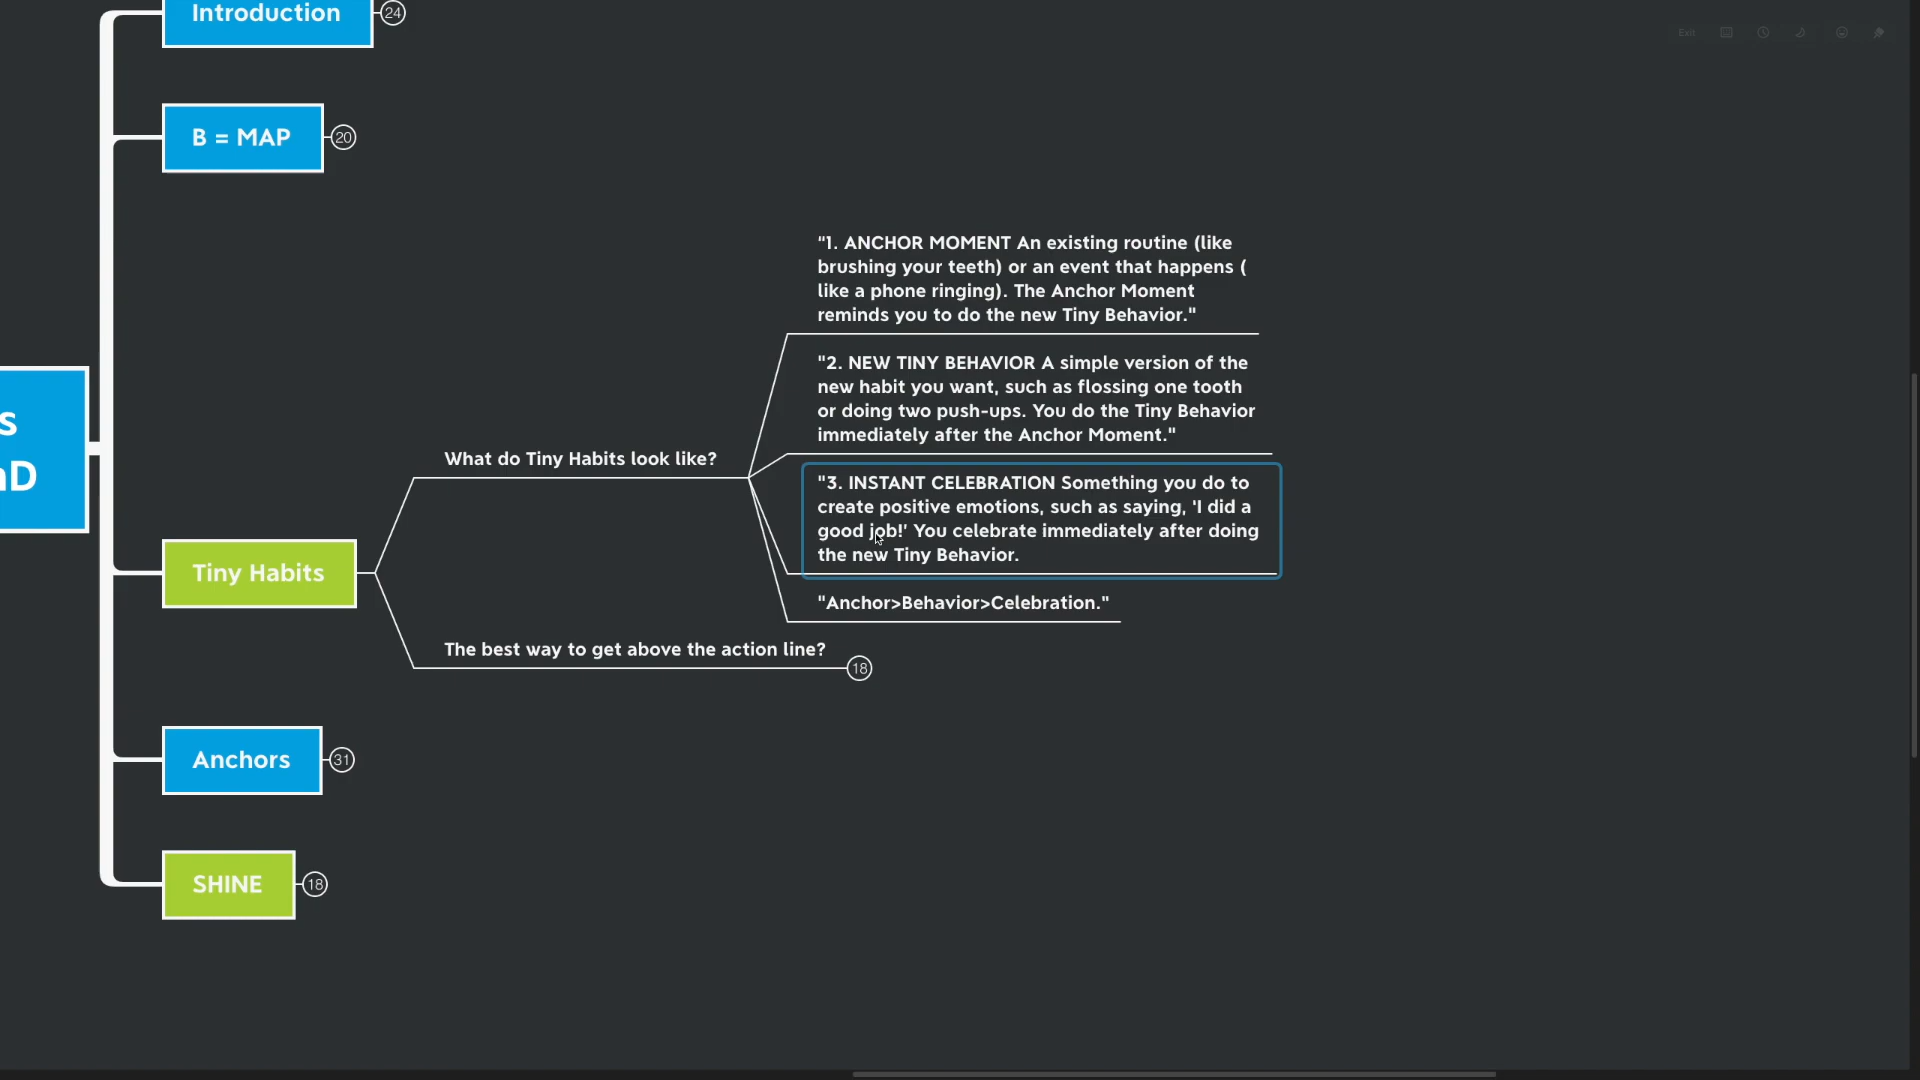 Introduction
24
Exit
B = MAP
20
"1. ANCHOR MOMENT An existing routine (like
brushing your teeth) or an event that happens (
like a phone ringing). The Anchor Moment
reminds you to do the new Tiny Behavior."
"2. NEW TINY BEHAVIOR A simple version of the
new habit you want, such as flossing one tooth
or doing two push-ups. You do the Tiny Behavior
immediately after the Anchor Moment."
s
D
What do Tiny Habits look like?
"3. INSTANT CELEBRATION Something you do to
create positive emotions, such as saying, 'I did a
good job!' You celebrate immediately after doing
the new Tiny Behavior.
Tiny Habits
"Anchor>Behavior>Celebration."
The best way to get above the action line?
18
Anchors
31
SHINE
18